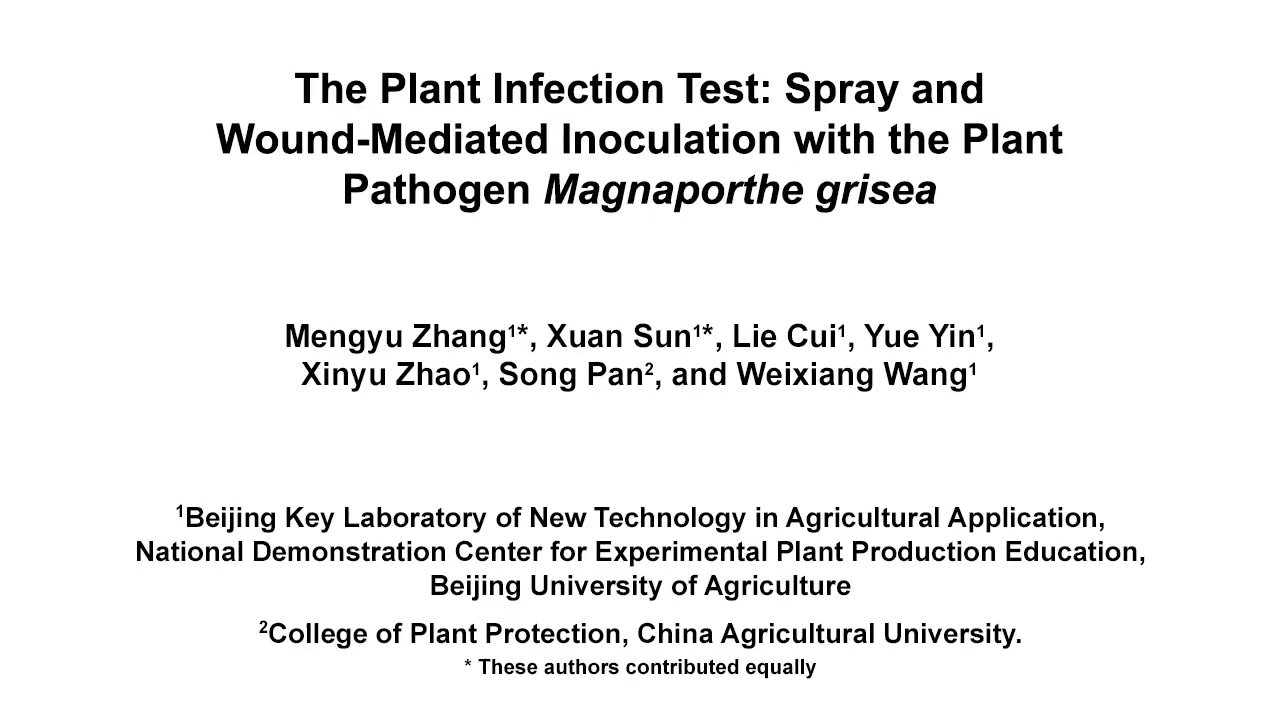 The Plant Infection Test: Spray and
Wound-Mediated Inoculation with the Plant
Pathogen Magnaporthe grisea
Mengyu Zhang¹*, Xuan Sun¹*, Lie Cui¹, Yue Yin¹,
Xinyu Zhao¹, Song Pan², and Weixiang Wang¹
¹Beijing Key Laboratory of New Technology in Agricultural Application,
National Demonstration Center for Experimental Plant Production Education,
Beijing University of Agriculture
²College of Plant Protection, China Agricultural University.
* These authors contributed equally